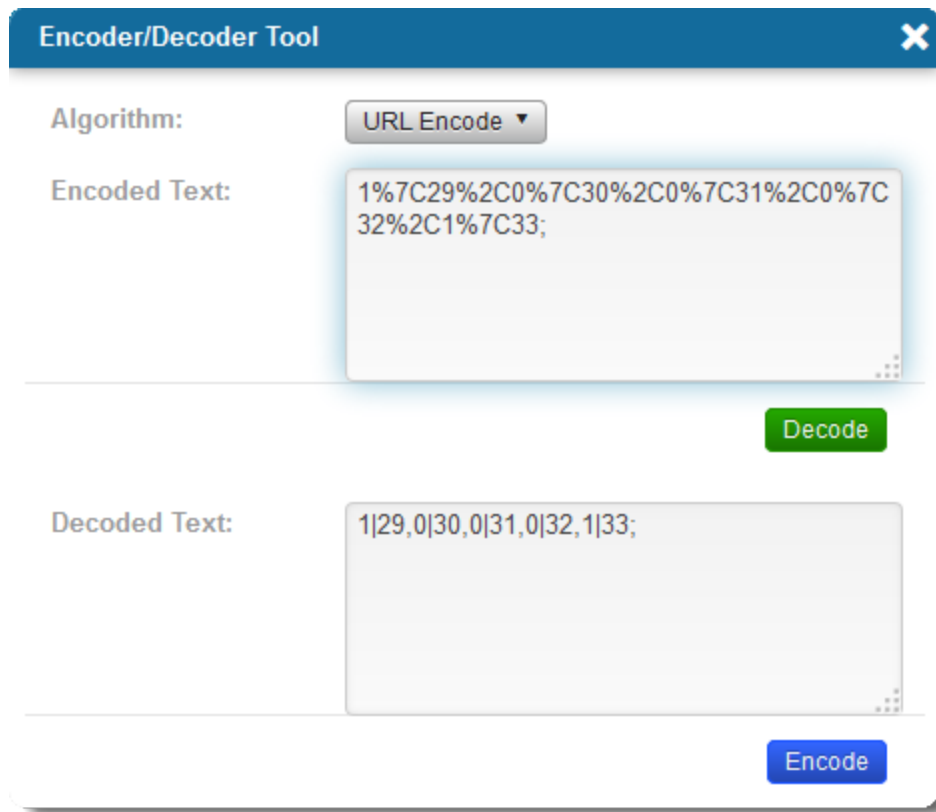 Encoder/Decoder Tool
Algorithm:
URL Encode
Encoded Text:
1%7C29%2C0%7C30%2C0%7C31%2C0%7C
32%2C1%7C33;
Decode
Decoded Text:
1|29,0|30,0|31,0|32,1|33;
Encode